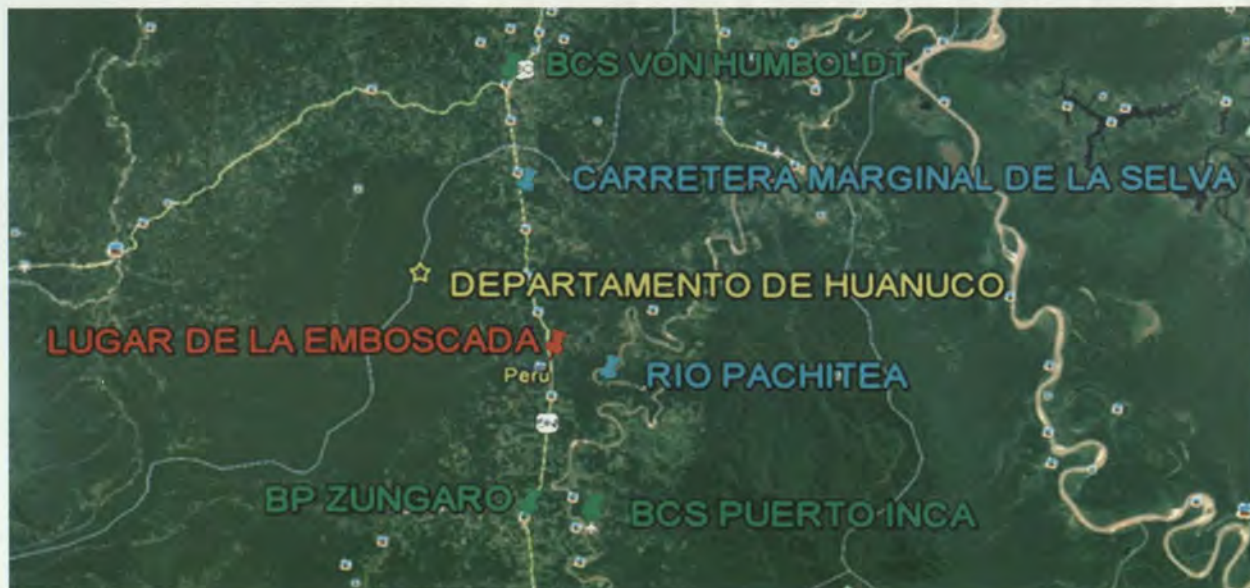 BCS VON HUMBOLDT
CARRETERA MARGINAL DE LA SELVA
DEPARTAMENTO DE HUANUCO
LUGAR DE LA EMBOSCADA
Perú
RIO PACHITEA
BP ZUNGARO
BCS PUERTO INCA